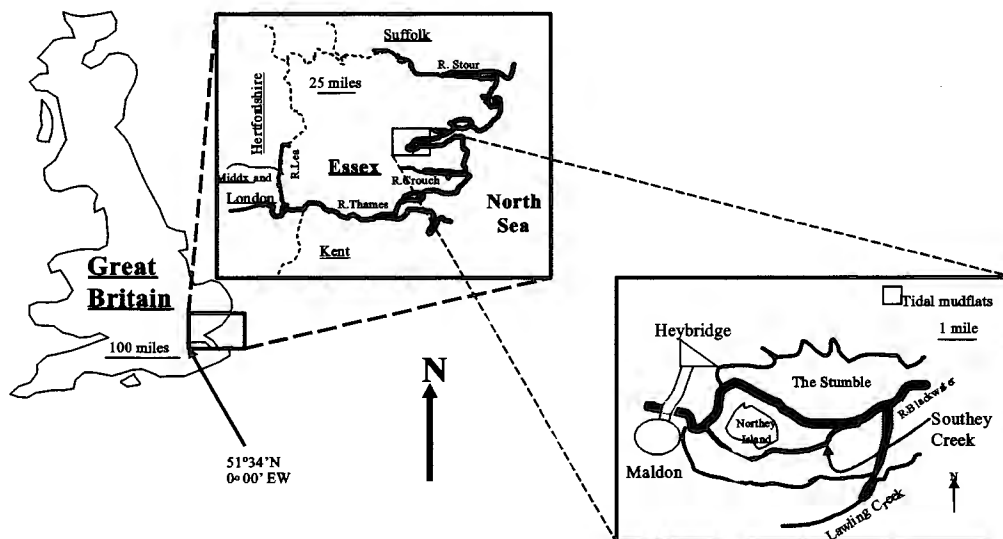 Great
Britain
100 miles
51°34'N
0°00' EW
N
Suffolk
R. Stour
25 miles
Hertfordshire
R.Lea
Essex
Middx and
London
R.Crouch
R.Thames
North
Sea
Kent
Tidal mudflats
1 mile
Heybridge
The Stumble
R.Blackwater
Northey
Island
Southey
Creek
Maldon
N
Lawling Creek